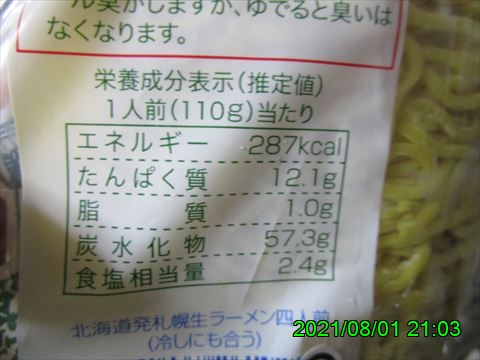 ル臭がしますが、ゆでると臭いは
なくなります。
栄養成分表示(推定値)
1人前(110g)当たり
エネルギー 287kcal
たんぱく質 12.1g
脂質 1.0g
炭水化物 57.3g
食塩相当量 2.4g
北海道発札幌生ラーメン四人前
(冷しにも合う)
2021/08/01 21:03